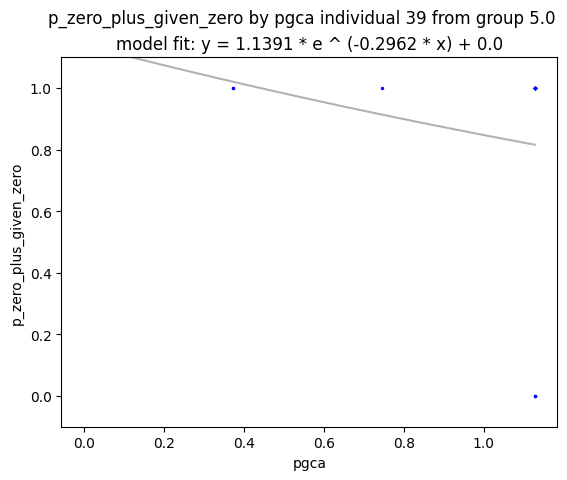 p_zero_plus_given_zero by pgca individual 39 from group 5.0
model fit: y = 1.1391 * e ^ (-0.2962 * x) + 0.0
1.0
0.8
0.6
0.4
0.2
0.0
p_zero_plus_given_zero
0.0 0.2 0.4 0.6 0.8 1.0
pgca